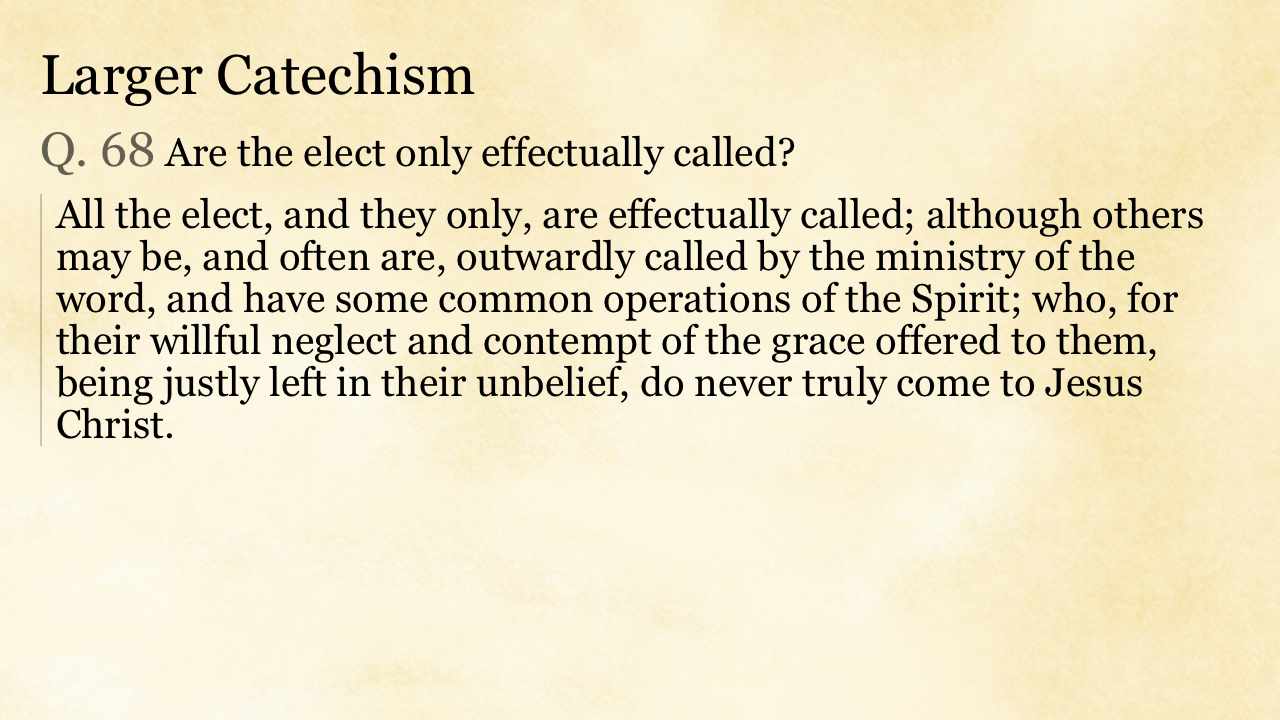 Larger Catechism
Q. 68 Are the elect only effectually called?
All the elect, and they only, are effectually called; although others
may be, and often are, outwardly called by the ministry of the
word, and have some common operations of the Spirit; who, for
their willful neglect and contempt of the grace offered to them,
being justly left in their unbelief, do never truly come to Jesus
Christ.